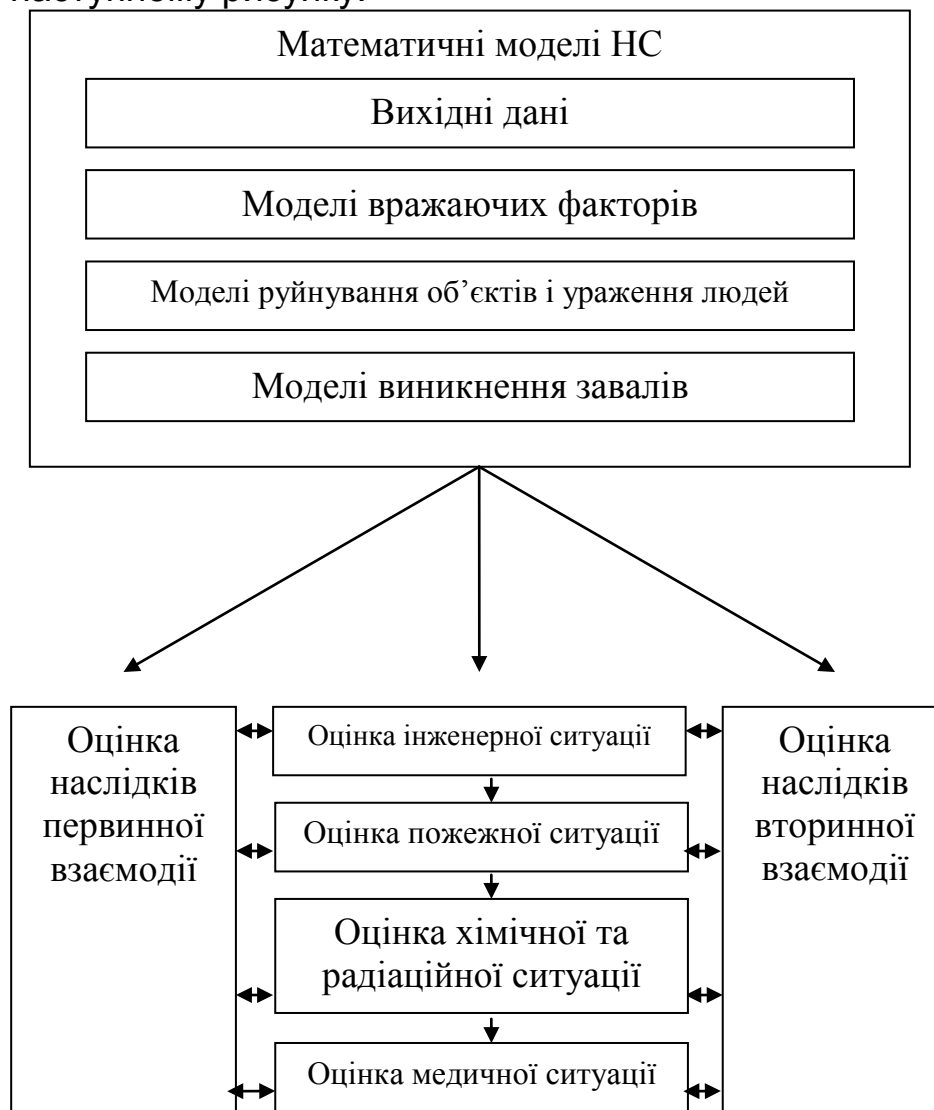 наступному рисунку:
Математичні моделі НС
Вихідні дані
Моделі вражаючих факторів
Моделі руйнування об’єктів і ураження людей
Моделі виникнення завалів
Оцінка
наслідків
первинної
взаємодії
Оцінка інженерної ситуації
Оцінка пожежної ситуації
Оцінка хімічної та
радіаційної ситуації
Оцінка медичної ситуації
Оцінка
наслідків
вторинної
взаємодії